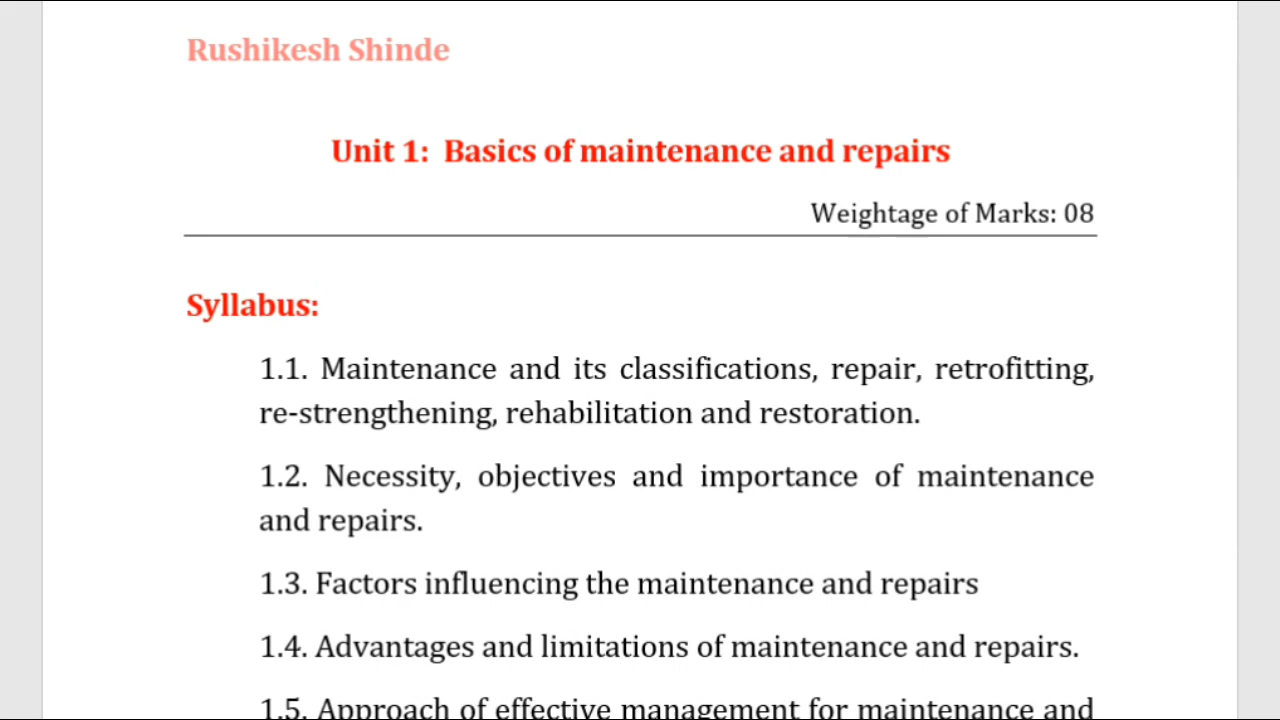 Rushikesh Shinde
Unit 1: Basics of maintenance and repairs
Weightage of Marks: 08
Syllabus:
1.1. Maintenance and its classifications, repair, retrofitting,
re-strengthening, rehabilitation and restoration.
1.2. Necessity, objectives and importance of maintenance
and repairs.
1.3. Factors influencing the maintenance and repairs
1.4. Advantages and limitations of maintenance and repairs.
1.5. Approach of effective management for maintenance and